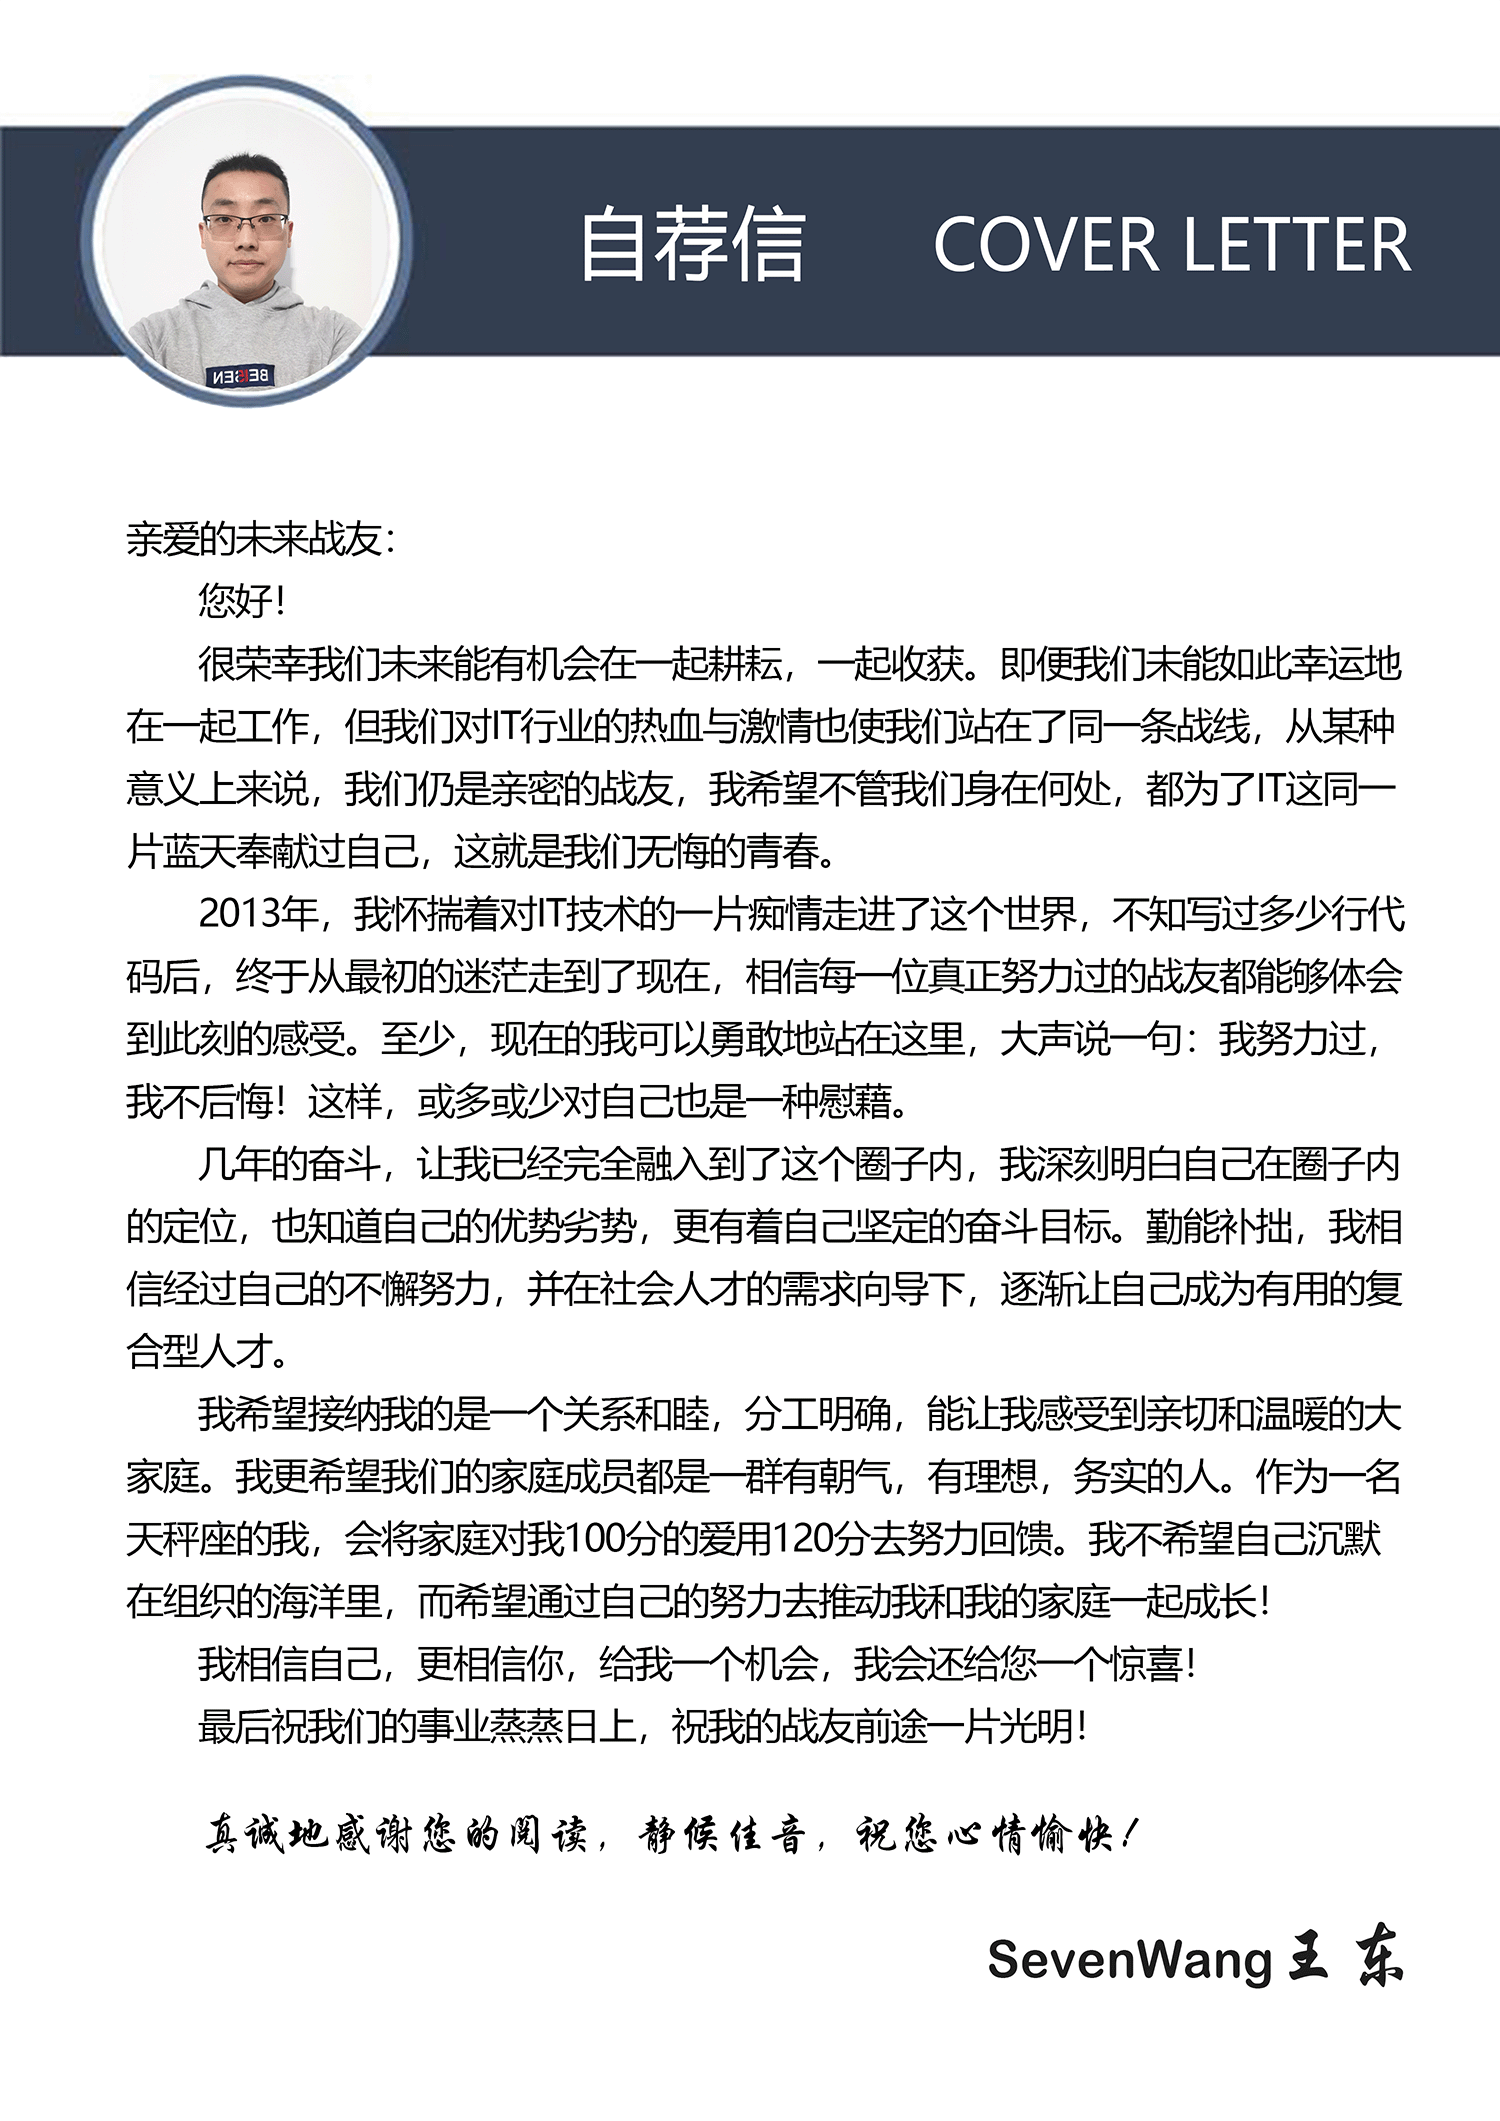 自荐信 COVER LETTER
亲爱的未来战友：
您好！
很荣幸我们未来能有机会在一起耕耘，一起收获。即便我们未能如此幸运地
在一起工作，但我们对IT行业的热血与激情也使我们站在了同一条战线，从某种
意义上来说，我们仍是亲密的战友，我希望不管我们身在何处，都为了IT这同一
片蓝天奉献过自己，这就是我们无悔的青春。
2013年，我怀揣着对IT技术的一片痴情走进了这个世界，不知写过多少行代
码后，终于从最初的迷茫走到了现在，相信每一位真正努力过的战友都能够体会
到此刻的感受。至少，现在的我可以勇敢地站在这里，大声说一句：我努力过，
我不后悔！这样，或多或少对自己也是一种慰藉。
几年的奋斗，让我已经完全融入到了这个圈子内，我深刻明白自己在圈子内
的定位，也知道自己的优势劣势，更有着自己坚定的奋斗目标。勤能补拙，我相
信经过自己的不懈努力，并在社会人才的需求向导下，逐渐让自己成为有用的复
合型人才。
我希望接纳我的是一个关系和睦，分工明确，能让我感受到亲切和温暖的大
家庭。我更希望我们的家庭成员都是一群有朝气，有理想，务实的人。作为一名
天秤座的我，会将家庭对我100分的爱用120分去努力回馈。我不希望自己沉默
在组织的海洋里，而希望通过自己的努力去推动我和我的家庭一起成长！
我相信自己，更相信你，给我一个机会，我会还给您一个惊喜！
最后祝我们的事业蒸蒸日上，祝我的战友前途一片光明！
真诚地感谢您的阅读，静候佳音，祝您心情愉快！
SevenWang王 东